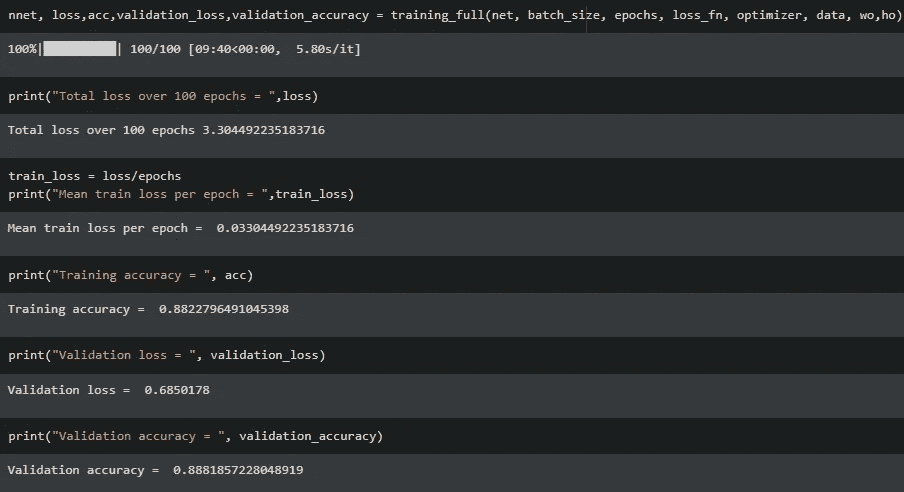 nnet, loss,acc,validation_loss,validation_accuracy = training_full(net, batch_size, epochs, loss_fn, optimizer, data, wo,ho)
100%|██████████| 100/100 [09:40<00:00,  5.80s/it]
print("Total loss over 100 epochs = ",loss)
Total loss over 100 epochs 3.304492235183716
train_loss = loss/epochs
print("Mean train loss per epoch = ",train_loss)
Mean train loss per epoch =  0.03304492235183716
print("Training accuracy = ", acc)
Training accuracy =  0.8822796491045398
print("Validation loss = ", validation_loss)
Validation loss =  0.6850178
print("Validation accuracy = ", validation_accuracy)
Validation accuracy =  0.8881857228048919